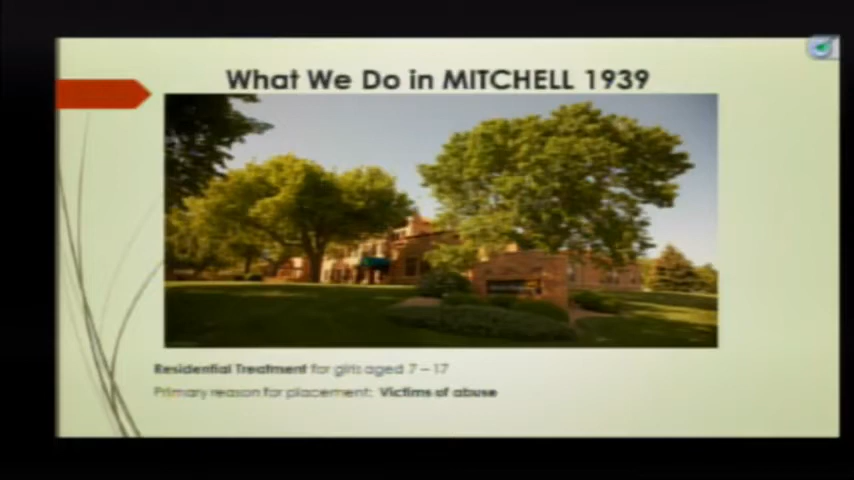 What We Do in MITCHELL 1939
Residential Treatment for girls aged 7 – 17
Primary reason for placement: Victims of abuse